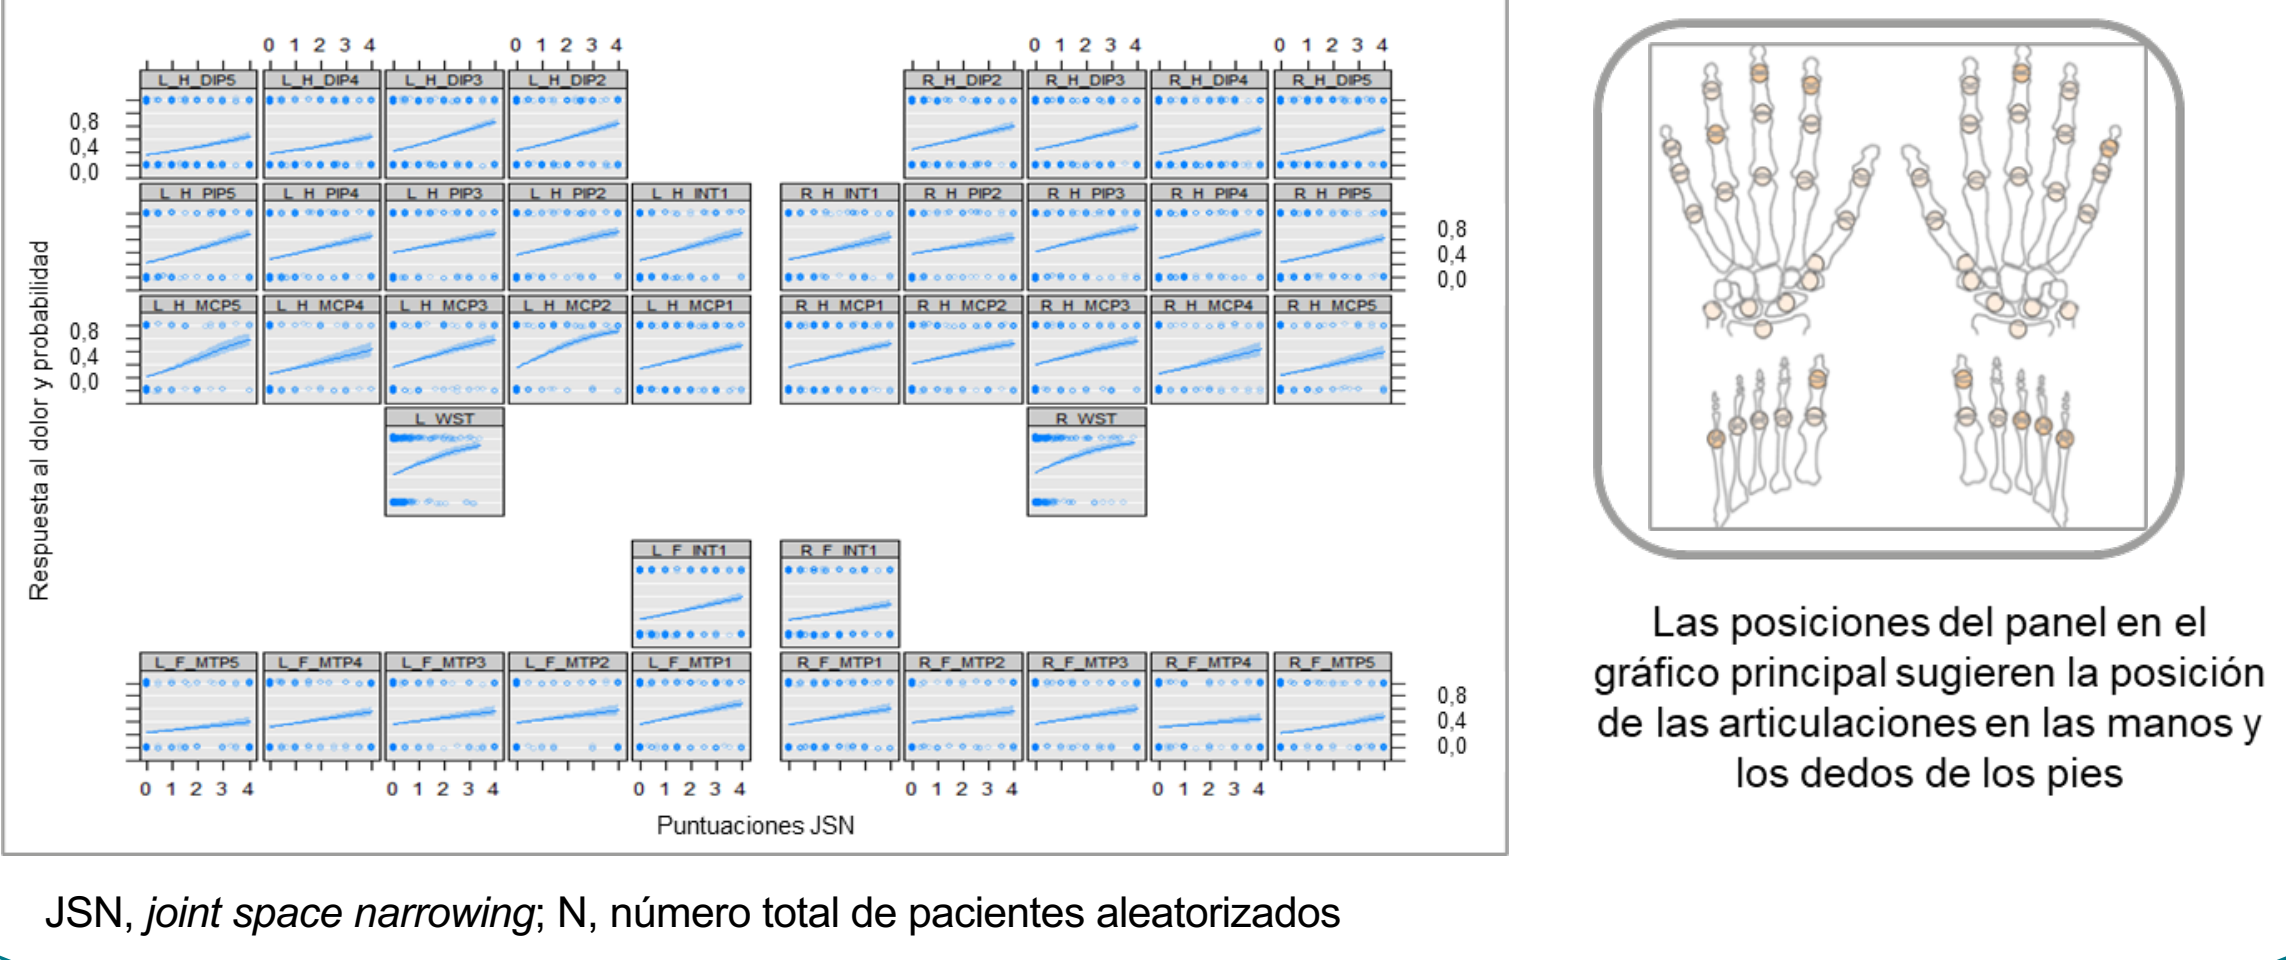 0 1 2 3 4 0 1 2 3 4 0 1 2 3 4 0 1 2 3 4
L_H_DIP5 L_H_DIP4 L_H_DIP3 L_H_DIP2 R_H_DIP2 R_H_DIP3 R_H_DIP4 R_H_DIP5
0,8
0,4
0,0
L_H_PIP5 L_H_PIP4 L_H_PIP3 L_H_PIP2 L_H_INT1 R_H_INT1 R_H_PIP2 R_H_PIP3 R_H_PIP4 R_H_PIP5
0,8
0,4
0,0
L_H_MCP5 L_H_MCP4 L_H_MCP3 L_H_MCP2 L_H_MCP1 R_H_MCP1 R_H_MCP2 R_H_MCP3 R_H_MCP4 R_H_MCP5
0,8
0,4
0,0
L_WST R_WST
Respuesta al dolor y probabilidad
L_F_INT1 R_F_INT1
L_F_MTP5 L_F_MTP4 L_F_MTP3 L_F_MTP2 L_F_MTP1 R_F_MTP1 R_F_MTP2 R_F_MTP3 R_F_MTP4 R_F_MTP5
0,8
0,4
0,0
0 1 2 3 4 0 1 2 3 4 0 1 2 3 4 0 1 2 3 4 0 1 2 3 4
Puntuaciones JSN
Las posiciones del panel en el
gráfico principal sugieren la posición
de las articulaciones en las manos y
los dedos de los pies
JSN, joint space narrowing; N, número total de pacientes aleatorizados